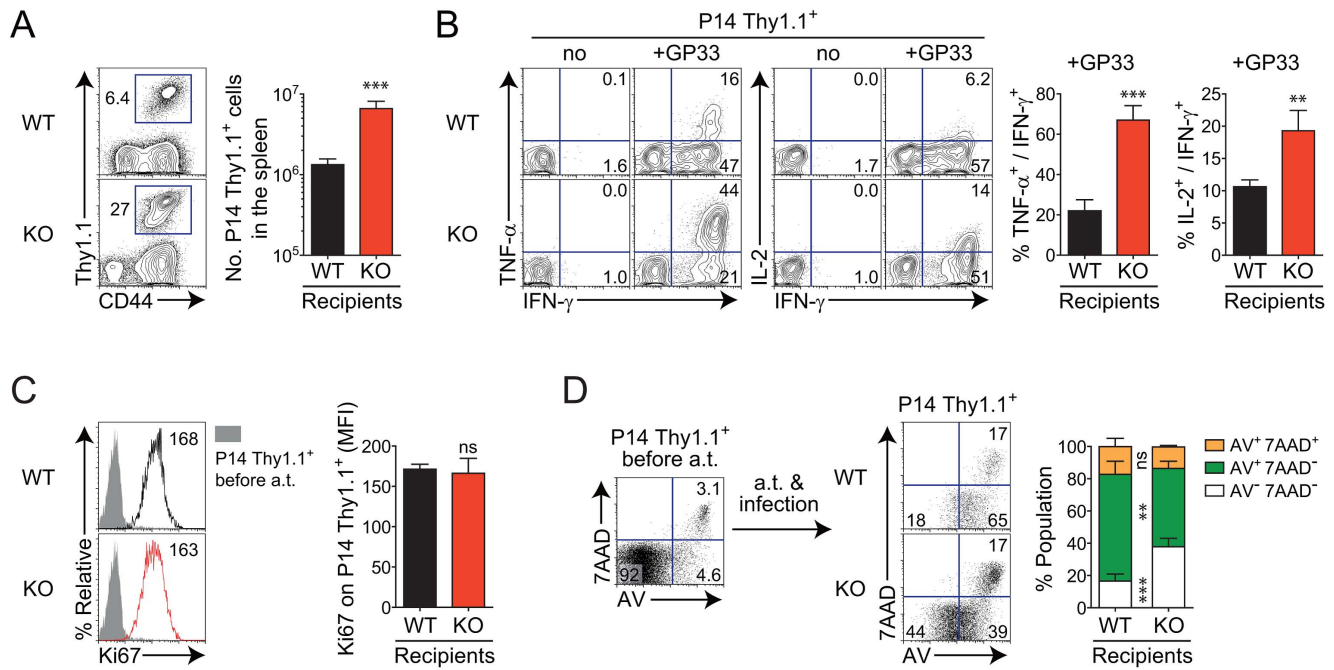 A
WT
KO
6.4
27
Thy1.1
CD44
No. P14 Thy1.1⁺ cells
in the spleen
10⁷
10⁶
10⁵
***
WT KO
Recipients
B
P14 Thy1.1⁺
no +GP33 no +GP33
WT
KO
0.1 16 0.0 6.2
1.6 47 1.7 57
0.0 44 0.0 14
1.0 21 1.0 51
TNF-α
IFN-γ
IL-2
IFN-γ
+GP33
% TNF-α⁺ / IFN-γ⁺
80
60
40
20
0
***
WT KO
Recipients
+GP33
% IL-2⁺ / IFN-γ⁺
25
20
15
10
5
0
**
WT KO
Recipients
C
WT
KO
168
163
% Relative
Ki67
P14 Thy1.1⁺
before a.t.
Ki67 on P14 Thy1.1⁺ (MFI)
200
150
100
50
0
ns
WT KO
Recipients
D
P14 Thy1.1⁺
before a.t.
3.1
92 4.6
7AAD
AV
a.t. &
infection
P14 Thy1.1⁺
WT
KO
17
18 65
17
44 39
7AAD
AV
% Population
100
80
60
40
20
0
ns
**
***
WT KO
Recipients
AV⁺ 7AAD⁺
AV⁺ 7AAD⁻
AV⁻ 7AAD⁻